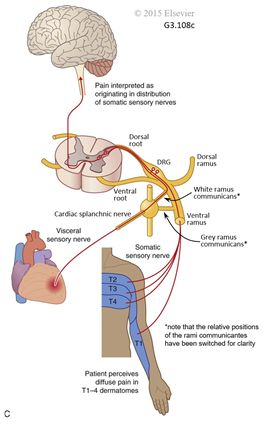 © 2015 Elsevier
G3.108c
Pain interpreted as
originating in distribution
of somatic sensory nerves
Dorsal
root
DRG
Dorsal
ramus
Ventral
root
White ramus
communicans*
Cardiac splanchnic nerve
Ventral
ramus
Visceral
sensory nerve
Grey ramus
communicans*
Somatic
sensory nerve
T2
T3
T4
T1
*note that the relative positions
of the rami communicantes
have been switched for clarity
Patient perceives
diffuse pain in
T1–4 dermatomes
C